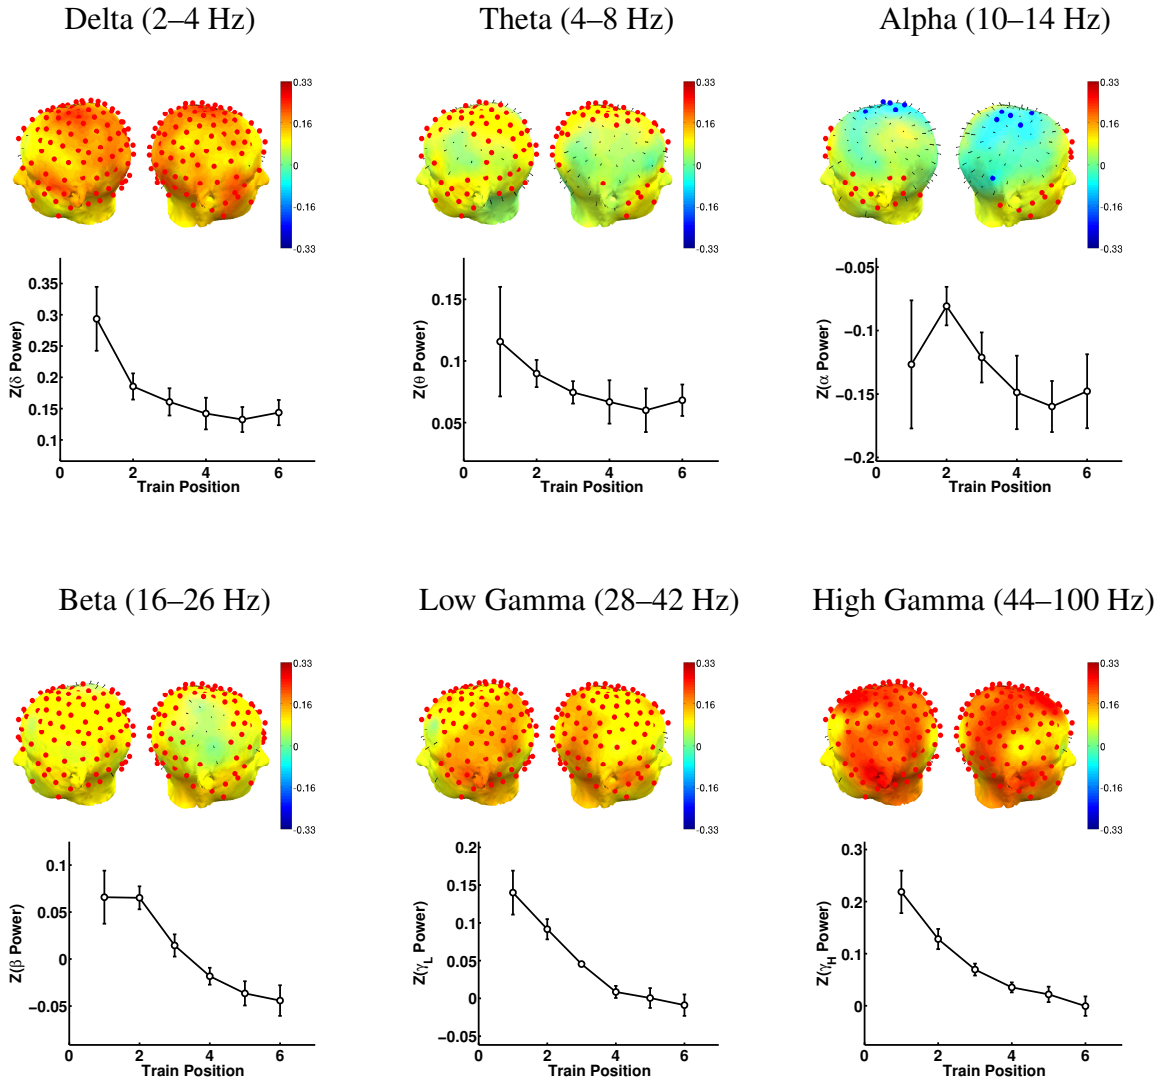 Delta (2–4 Hz)
Theta (4–8 Hz)
Alpha (10–14 Hz)
0.33
0.16
0
-0.16
-0.33
0.33
0.16
0
-0.16
-0.33
0.33
0.16
0
-0.16
-0.33
Z(δ Power)
0.35
0.3
0.25
0.2
0.15
0.1
0 2 4 6
Train Position
Z(θ Power)
0.15
0.1
0.05
0 2 4 6
Train Position
Z(α Power)
−0.05
−0.1
−0.15
−0.2
0 2 4 6
Train Position
Beta (16–26 Hz)
Low Gamma (28–42 Hz)
High Gamma (44–100 Hz)
0.33
0.16
0
-0.16
-0.33
0.33
0.16
0
-0.16
-0.33
0.33
0.16
0
-0.16
-0.33
Z(β Power)
0.1
0.05
0
−0.05
0 2 4 6
Train Position
Z(γL Power)
0.2
0.15
0.1
0.05
0
0.05
0 2 4 6
Train Position
Z(γH Power)
0.3
0.2
0.1
0
0 2 4 6
Train Position